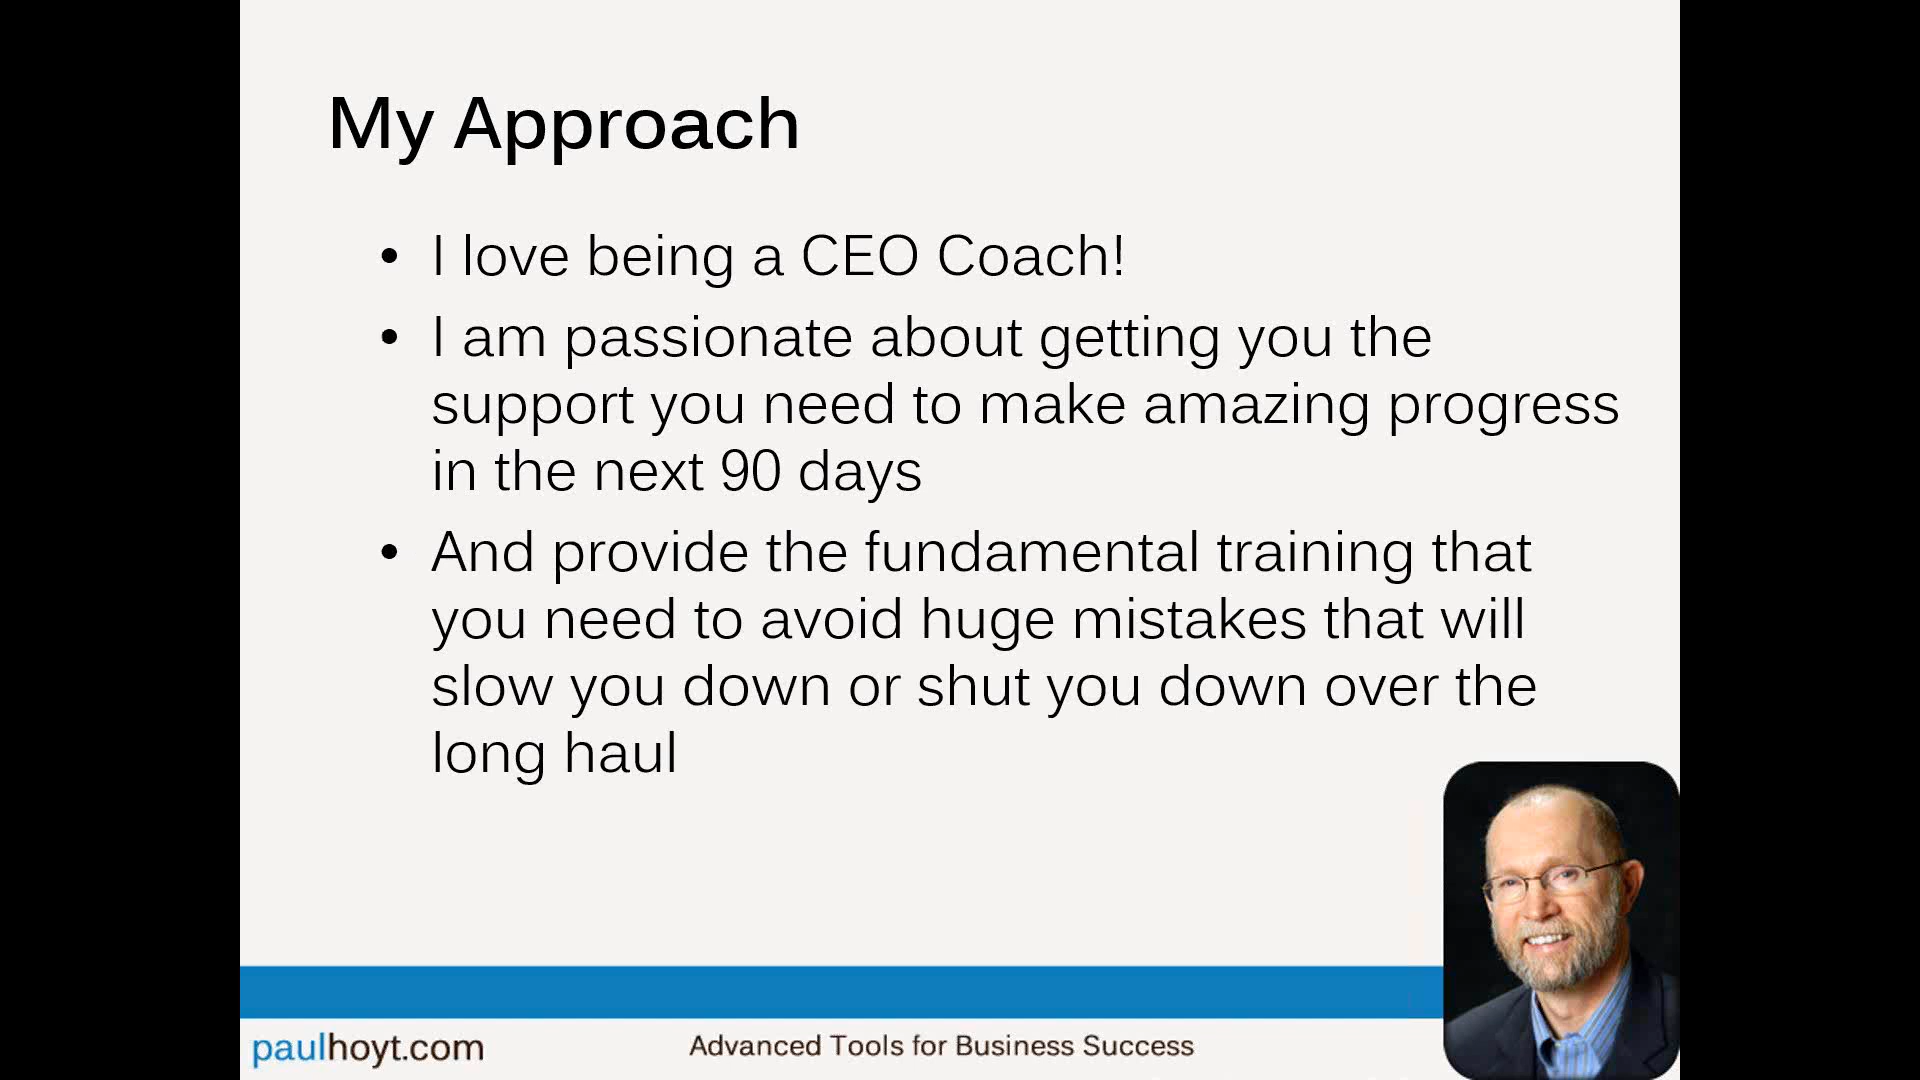 My Approach
• I love being a CEO Coach!
• I am passionate about getting you the
support you need to make amazing progress
in the next 90 days
• And provide the fundamental training that
you need to avoid huge mistakes that will
slow you down or shut you down over the
long haul
paulhoyt.com
Advanced Tools for Business Success